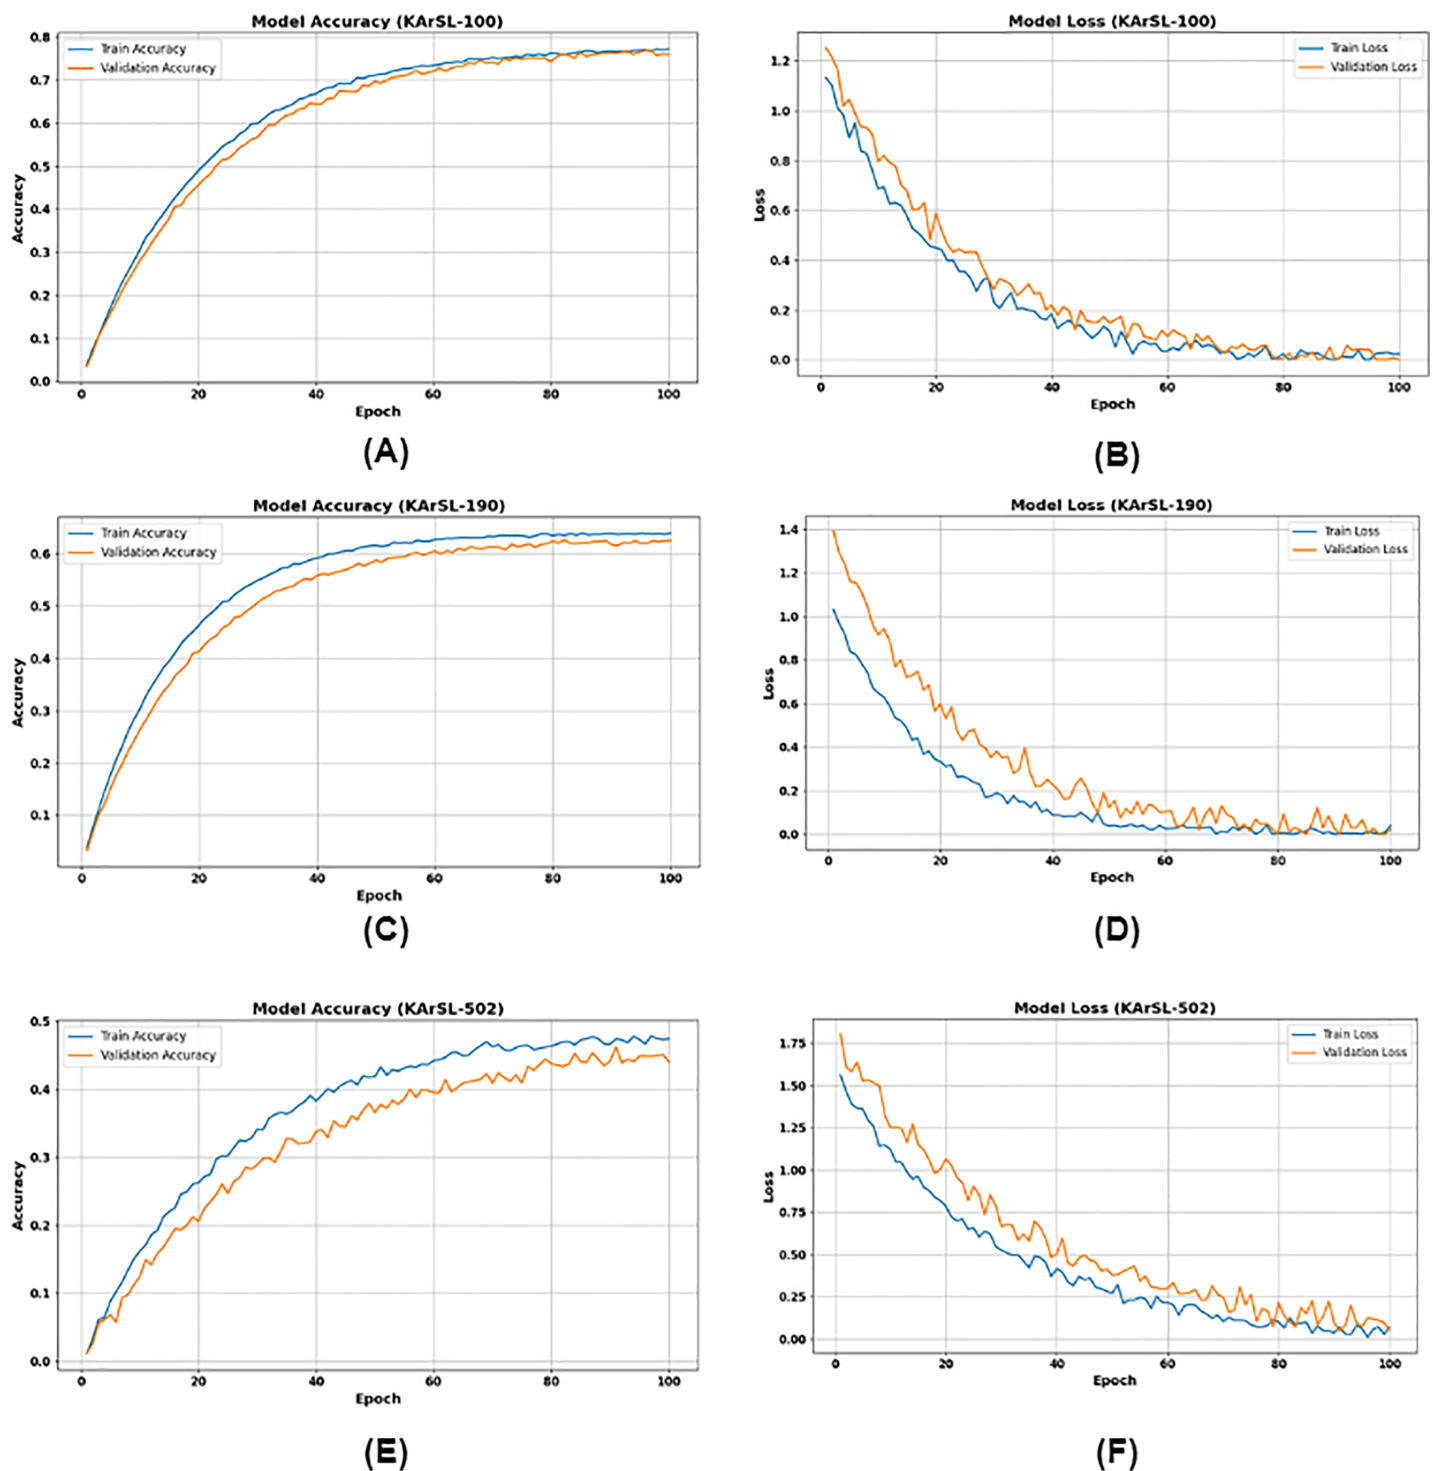 Model Accuracy (KArSL-100)
Train Accuracy
Validation Accuracy
0.8
0.7
0.6
0.5
0.4
0.3
0.2
0.1
0.0
Accuracy
0 20 40 60 80 100
Epoch
(A)
Model Loss (KArSL-100)
Train Loss
Validation Loss
1.2
1.0
0.8
0.6
0.4
0.2
0.0
Loss
0 20 40 60 80 100
Epoch
(B)
Model Accuracy (KArSL-190)
Train Accuracy
Validation Accuracy
0.6
0.5
0.4
0.3
0.2
0.1
Accuracy
0 20 40 60 80 100
Epoch
(C)
Model Loss (KArSL-190)
Train Loss
Validation Loss
1.4
1.2
1.0
0.8
0.6
0.4
0.2
0.0
Loss
0 20 40 60 80 100
Epoch
(D)
Model Accuracy (KArSL-502)
Train Accuracy
Validation Accuracy
0.5
0.4
0.3
0.2
0.1
0.0
Accuracy
0 20 40 60 80 100
Epoch
(E)
Model Loss (KArSL-502)
Train Loss
Validation Loss
1.75
1.50
1.25
1.00
0.75
0.50
0.25
0.00
Loss
0 20 40 60 80 100
Epoch
(F)